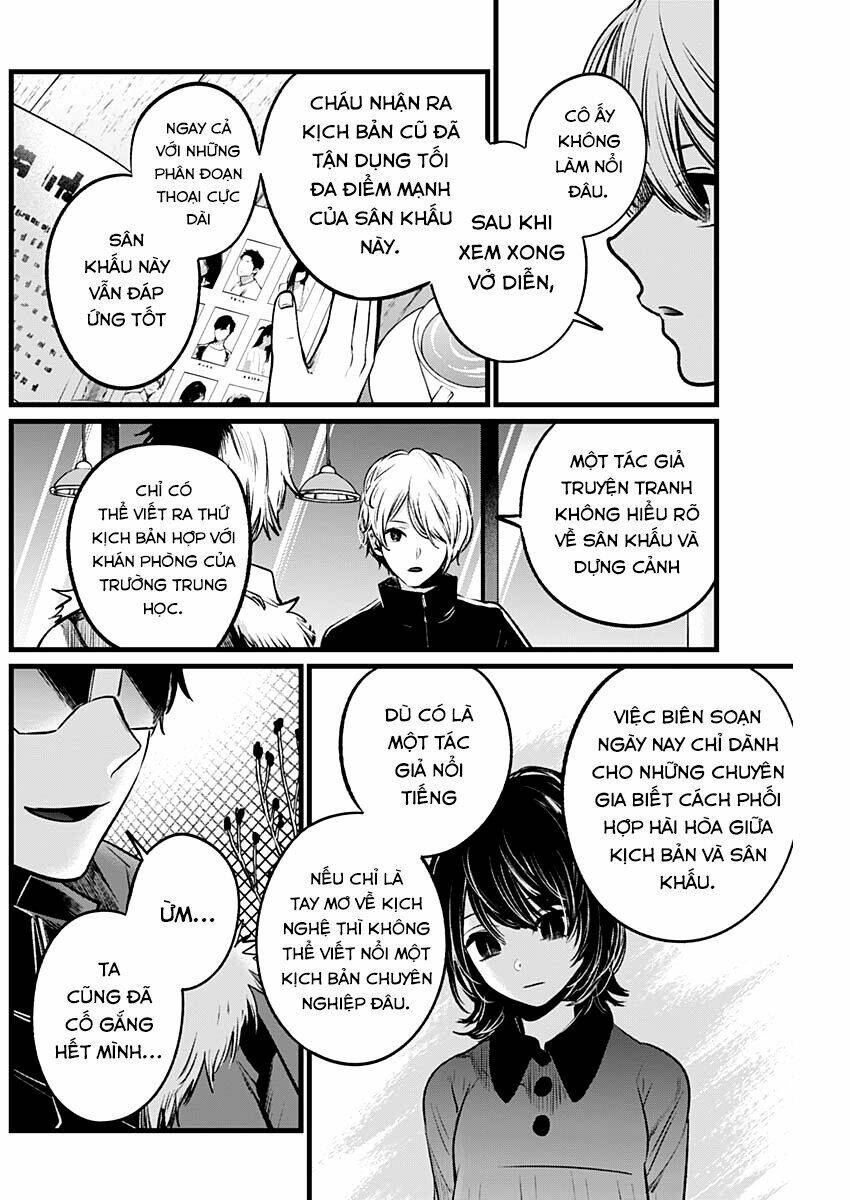 CÔ ẤY
KHÔNG
LÀM NỔI
ĐÂU.
SAU KHI
XEM XONG
VỞ DIỄN,
CHÁU NHẬN RA
KỊCH BẢN CŨ ĐÃ
TẬN DỤNG TỐI
ĐA ĐIỂM MẠNH
CỦA SÂN KHẤU
NÀY.
NGAY CẢ
VỚI NHỮNG
PHÂN ĐOẠN
THOẠI CỰC
DÀI
SÂN
KHẤU NÀY
VẪN ĐÁP
ỨNG TỐT
MỘT TÁC GIẢ
TRUYỆN TRANH
KHÔNG HIỂU RÕ
VỀ SÂN KHẤU VÀ
DỰNG CẢNH
CHỈ CÓ
THỂ VIẾT RA THỨ
KỊCH BẢN HỢP VỚI
KHÁN PHÒNG CỦA
TRƯỜNG TRUNG
HỌC.
VIỆC BIÊN SOẠN
NGÀY NAY CHỈ DÀNH
CHO NHỮNG CHUYÊN
GIA BIẾT CÁCH PHỐI
HỢP HÀI HÒA GIỮA
KỊCH BẢN VÀ SÂN
KHẤU.
DÙ CÓ LÀ
MỘT TÁC
GIẢ NỔI
TIẾNG
NẾU CHỈ LÀ
TAY MƠ VỀ KỊCH
NGHỆ THÌ KHÔNG
THỂ VIẾT NỔI MỘT
KỊCH BẢN CHUYÊN
NGHIỆP ĐÂU.
ỪM...
TA
CŨNG ĐÃ
CỐ GẮNG
HẾT MÌNH...